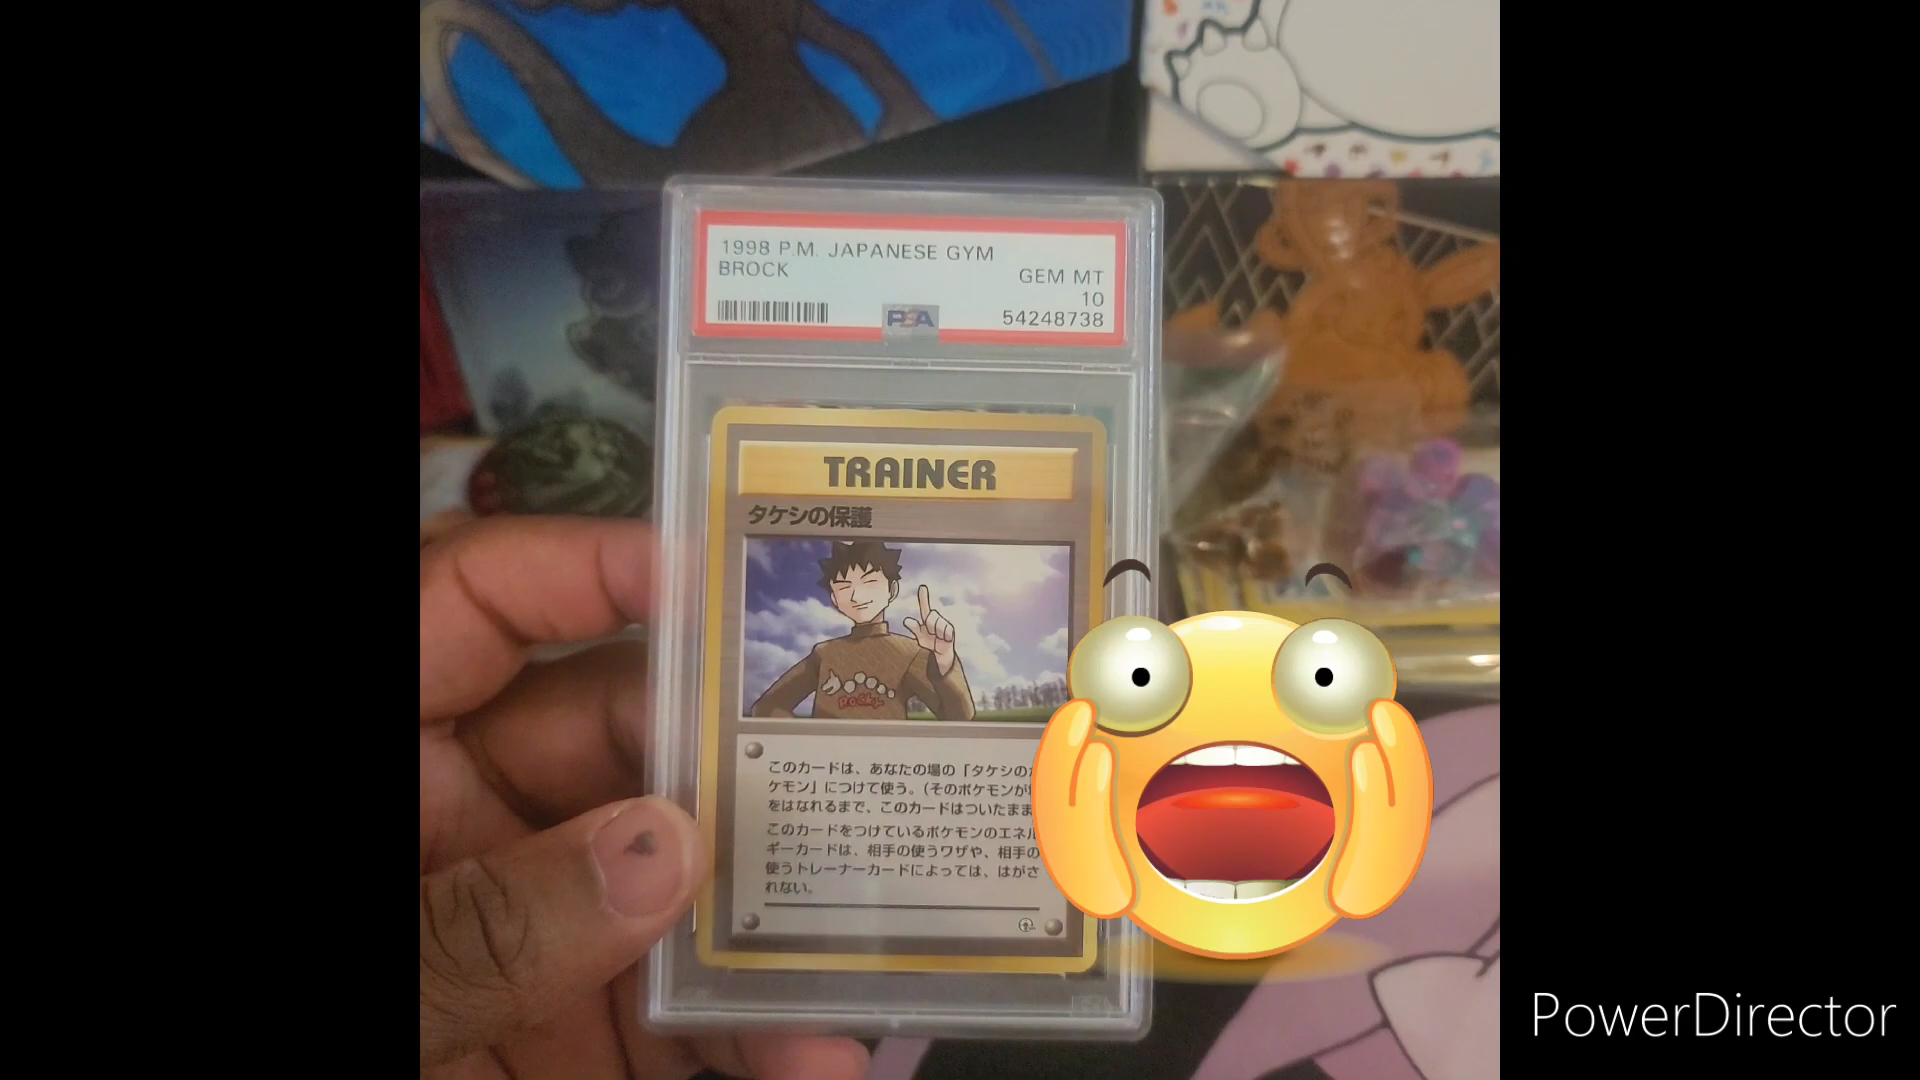 1998 P.M. JAPANESE GYM
BROCK
GEM MT
10
PSA
54248738
TRAINER
タケシの保護
Rocky
このカードは、あなたの場の「タケシの
ケモン」につけて使う。(そのポケモンが
をはなれるまで、このカードはついたまま
このカードをつけているポケモンのエネル
ギーカードは、相手の使うワザや、相手の
使うトレーナーカードによっては、はがさ
れない。
PowerDirector